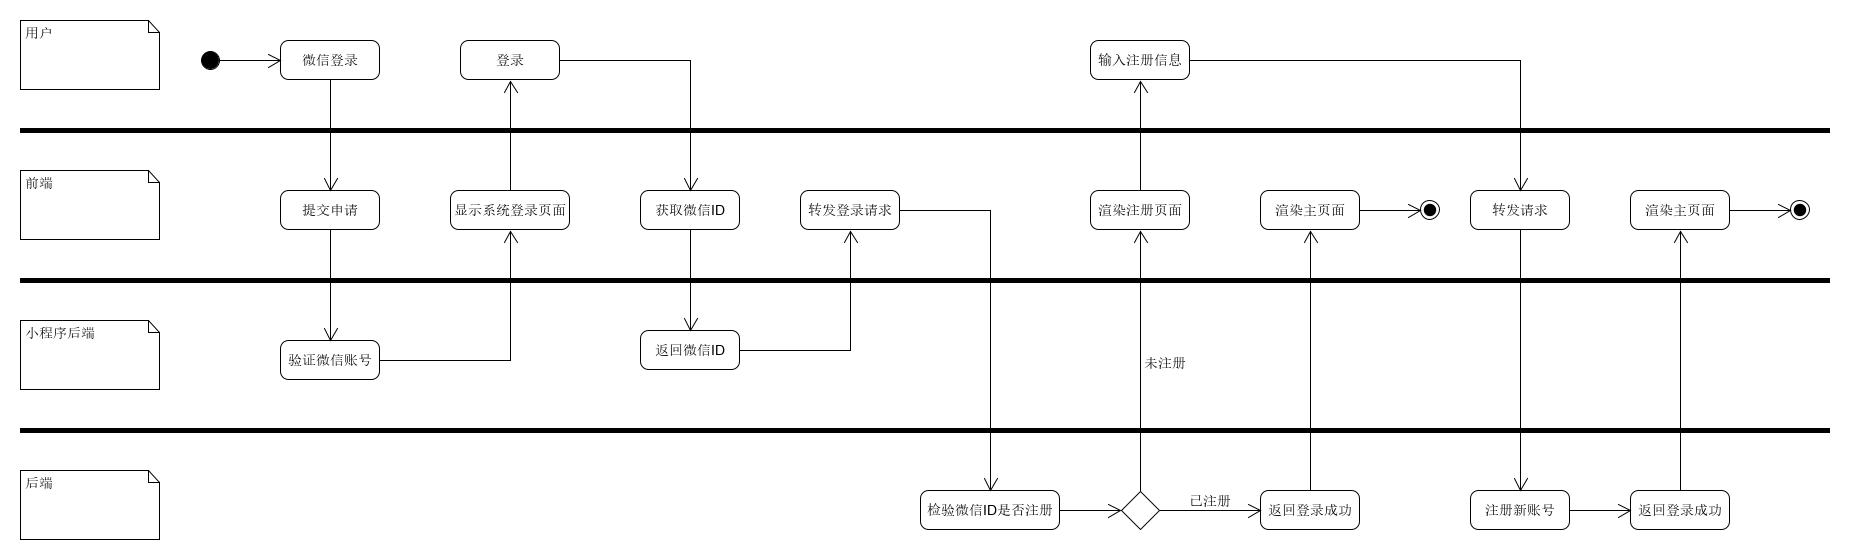 用户
微信登录
登录
输入注册信息
前端
提交申请
显示系统登录页面
获取微信ID
转发登录请求
渲染注册页面
渲染主页面
转发请求
渲染主页面
小程序后端
验证微信账号
返回微信ID
未注册
后端
检验微信ID是否注册
已注册
返回登录成功
注册新账号
返回登录成功